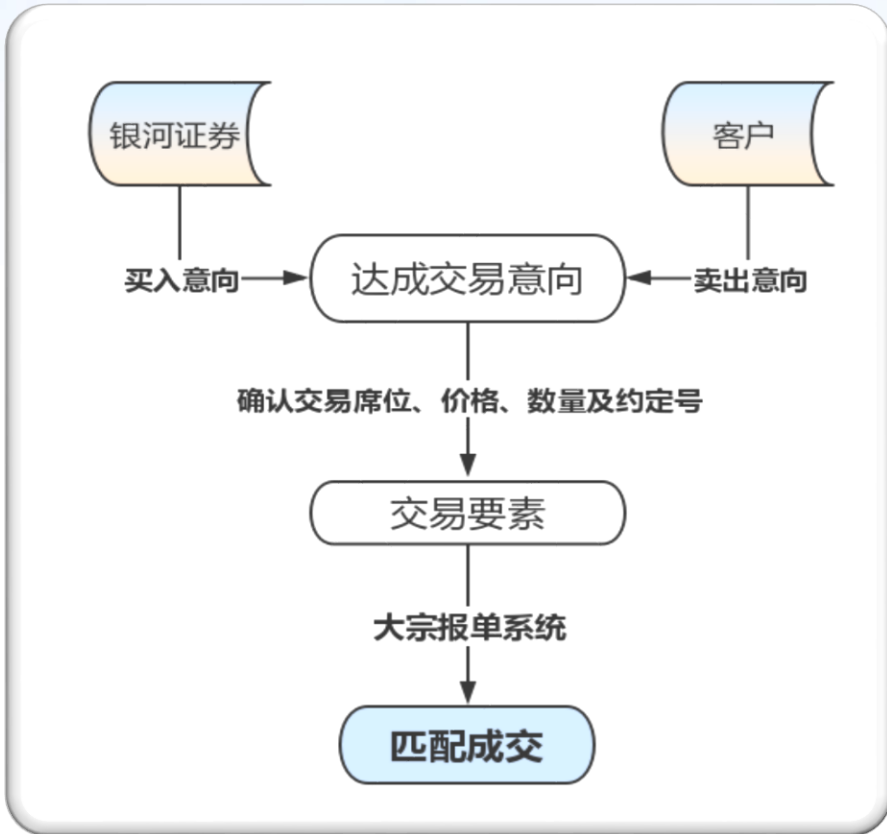 银河证券
客户
买入意向
达成交易意向
卖出意向
确认交易席位、价格、数量及约定号
交易要素
大宗报单系统
匹配成交